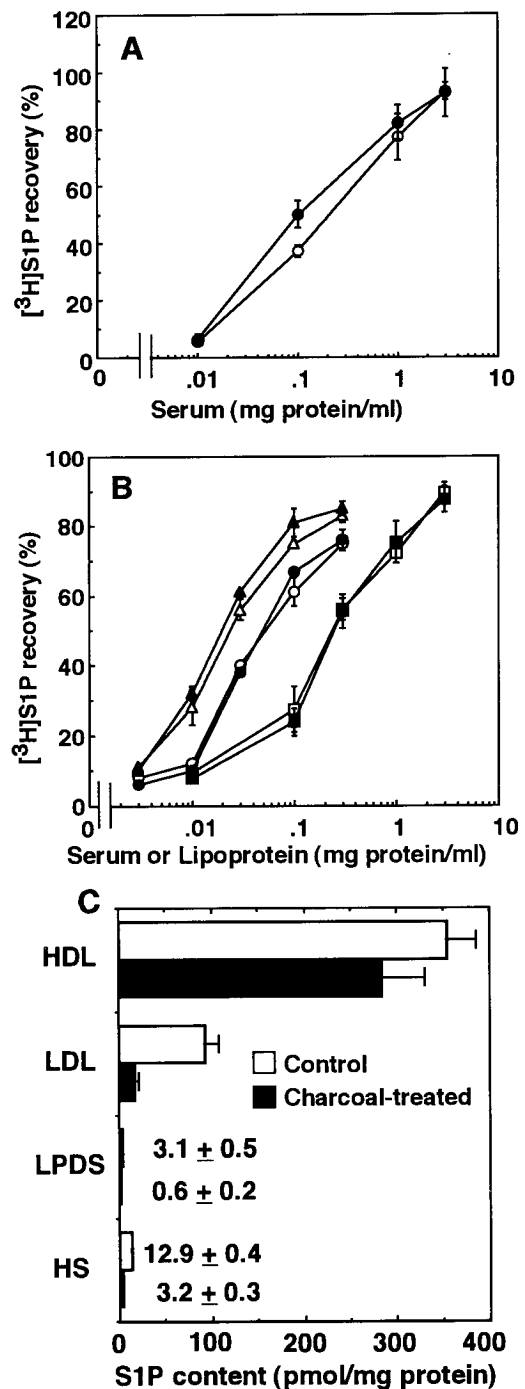 A
120
100
80
60
40
20
0
[³H]S1P recovery (%)
0 .01 .1 1 10
Serum (mg protein/ml)
B
100
80
60
40
20
0
[³H]S1P recovery (%)
0 .01 .1 1 10
Serum or Lipoprotein (mg protein/ml)
C
HDL
LDL
Control
Charcoal-treated
LPDS
3.1 ± 0.5
0.6 ± 0.2
HS
12.9 ± 0.4
3.2 ± 0.3
0 100 200 300 400
S1P content (pmol/mg protein)